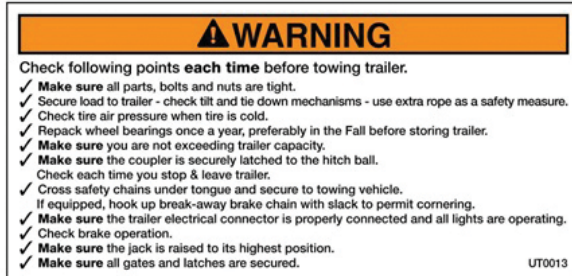 WARNING
Check following points each time before towing trailer.
✓ Make sure all parts, bolts and nuts are tight.
✓ Secure load to trailer - check tilt and tie down mechanisms - use extra rope as a safety measure.
✓ Check tire air pressure when tire is cold.
✓ Repack wheel bearings once a year, preferably in the Fall before storing trailer.
✓ Make sure you are not exceeding trailer capacity.
✓ Make sure the coupler is securely latched to the hitch ball.
Check each time you stop & leave trailer.
✓ Cross safety chains under tongue and secure to towing vehicle.
If equipped, hook up break-away brake chain with slack to permit cornering.
✓ Make sure the trailer electrical connector is properly connected and all lights are operating.
✓ Check brake operation.
✓ Make sure the jack is raised to its highest position.
✓ Make sure all gates and latches are secured.
UT0013